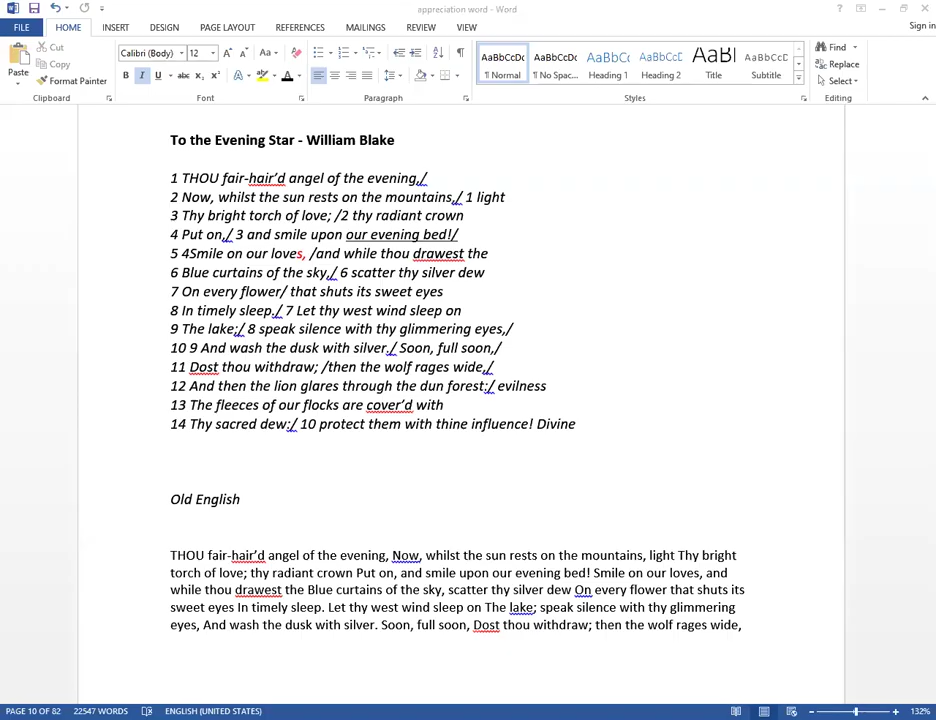 appreciation word - Word
? Sign in
FILE HOME INSERT DESIGN PAGE LAYOUT REFERENCES MAILINGS REVIEW VIEW
Paste Cut Copy Format Painter Clipboard
Calibri (Body) 12 A A Aa B I U abc X₂ X² A A Font
Paragraph
AaBbCcDc ¶ Normal AaBbCcDc ¶ No Spac... AaBbCc Heading 1 AaBbCcC Heading 2 AaBI Title AaBbCcC Subtitle Styles
Find Replace Select Editing
To the Evening Star - William Blake
1 THOU fair-hair’d angel of the evening,/
2 Now, whilst the sun rests on the mountains,/ 1 light
3 Thy bright torch of love; /2 thy radiant crown
4 Put on,/ 3 and smile upon our evening bed!/
5 4Smile on our loves, /and while thou drawest the
6 Blue curtains of the sky,/ 6 scatter thy silver dew
7 On every flower/ that shuts its sweet eyes
8 In timely sleep./ 7 Let thy west wind sleep on
9 The lake;/ 8 speak silence with thy glimmering eyes,/
10 9 And wash the dusk with silver./ Soon, full soon,/
11 Dost thou withdraw; /then the wolf rages wide,/
12 And then the lion glares through the dun forest:/ evilness
13 The fleeces of our flocks are cover’d with
14 Thy sacred dew:/ 10 protect them with thine influence! Divine
Old English
THOU fair-hair’d angel of the evening, Now, whilst the sun rests on the mountains, light Thy bright
torch of love; thy radiant crown Put on, and smile upon our evening bed! Smile on our loves, and
while thou drawest the Blue curtains of the sky, scatter thy silver dew On every flower that shuts its
sweet eyes In timely sleep. Let thy west wind sleep on The lake; speak silence with thy glimmering
eyes, And wash the dusk with silver. Soon, full soon, Dost thou withdraw; then the wolf rages wide,
PAGE 10 OF 82 22547 WORDS ENGLISH (UNITED STATES) 132%